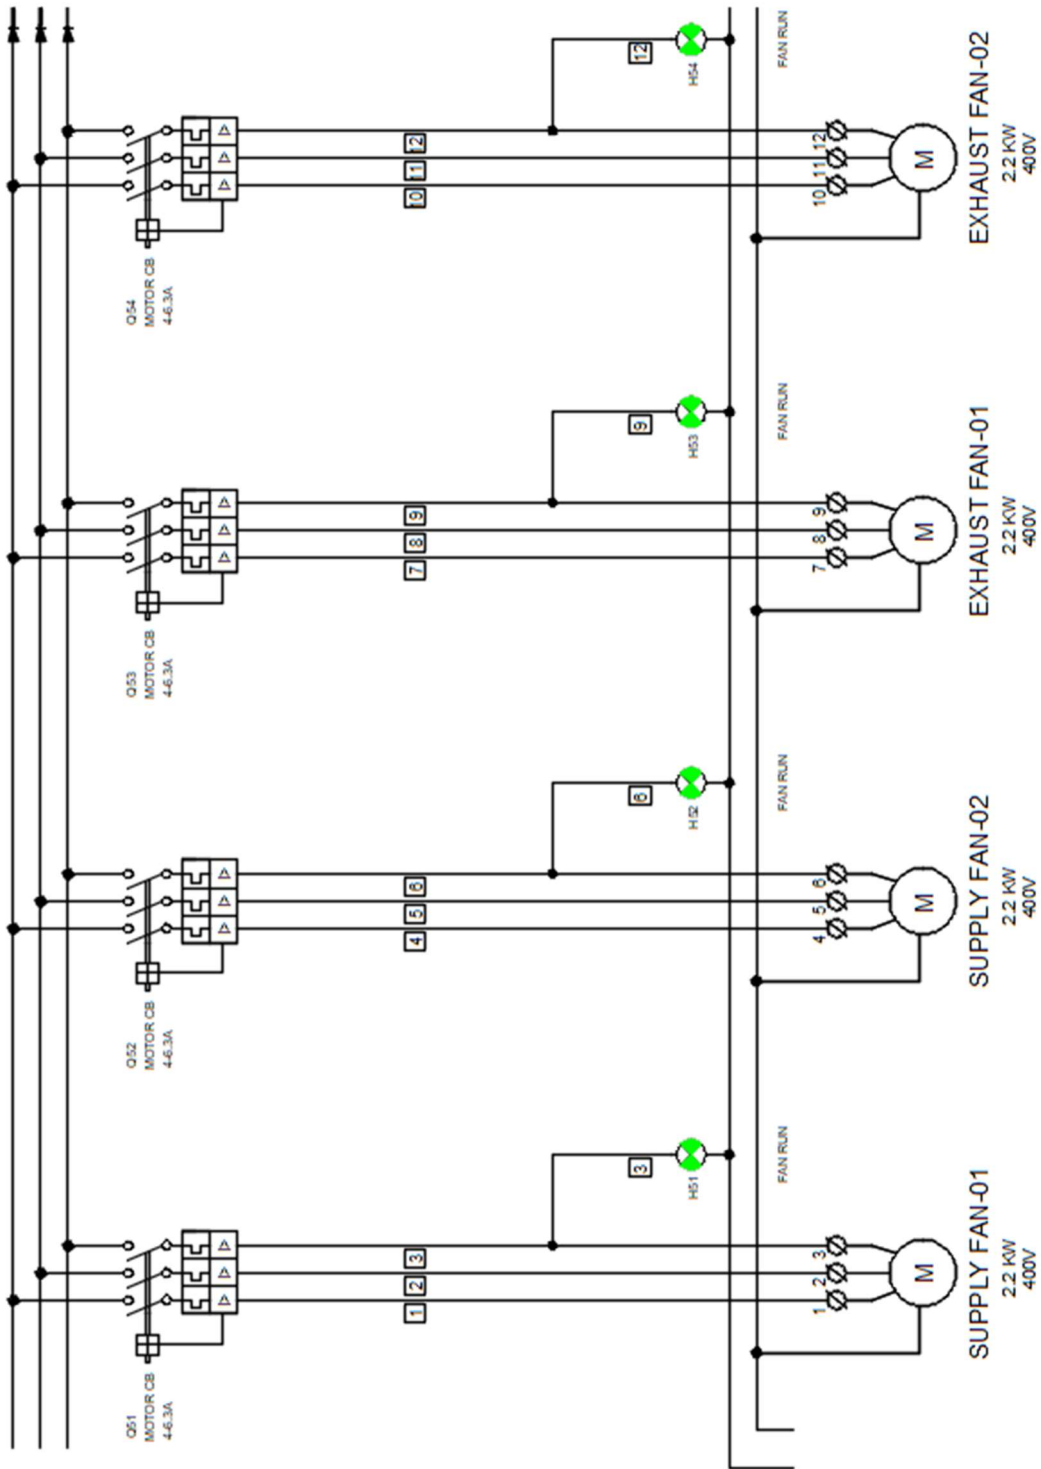 Q51
MOTOR CB
4-6.3A
1
2
3
3
H51
FAN RUN
1
2
3
M
SUPPLY FAN-01
2.2 KW
400V
Q52
MOTOR CB
4-6.3A
4
5
6
6
H52
FAN RUN
4
5
6
M
SUPPLY FAN-02
2.2 KW
400V
Q53
MOTOR CB
4-6.3A
7
8
9
9
H53
FAN RUN
7
8
9
M
EXHAUST FAN-01
2.2 KW
400V
Q54
MOTOR CB
4-6.3A
10
11
12
12
H54
FAN RUN
10
11
12
M
EXHAUST FAN-02
2.2 KW
400V